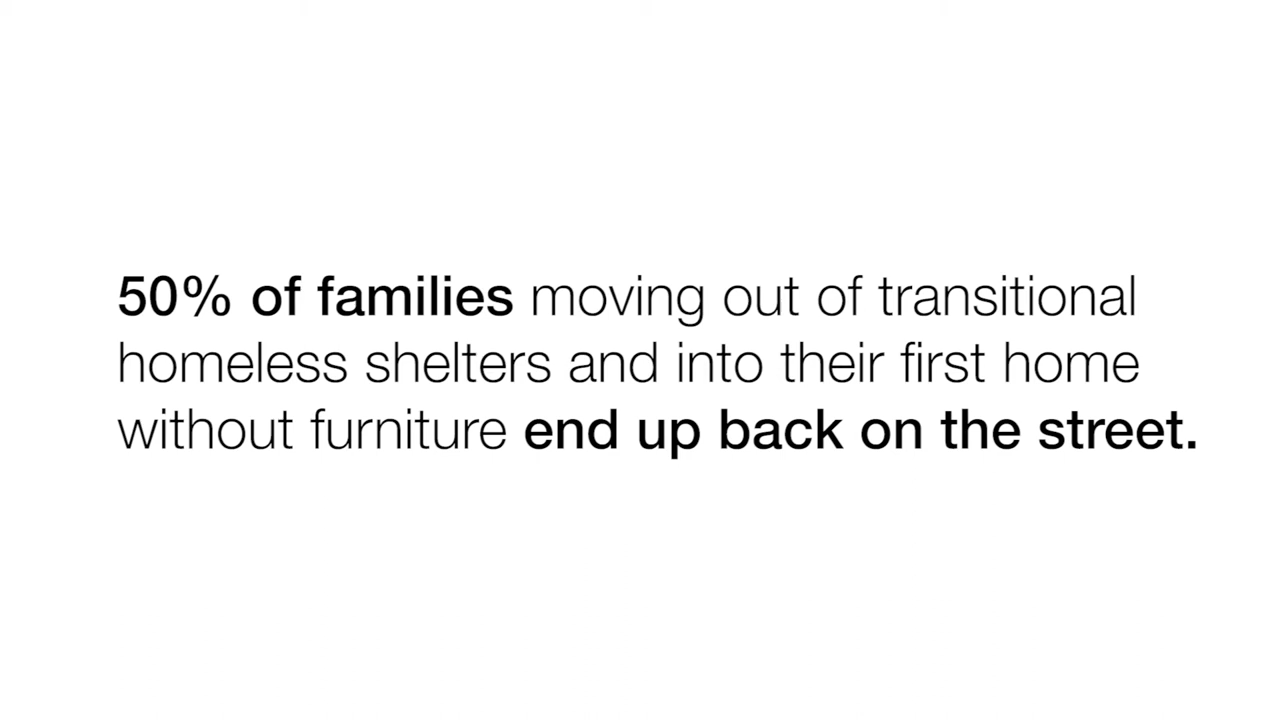 50% of families moving out of transitional
homeless shelters and into their first home
without furniture end up back on the street.